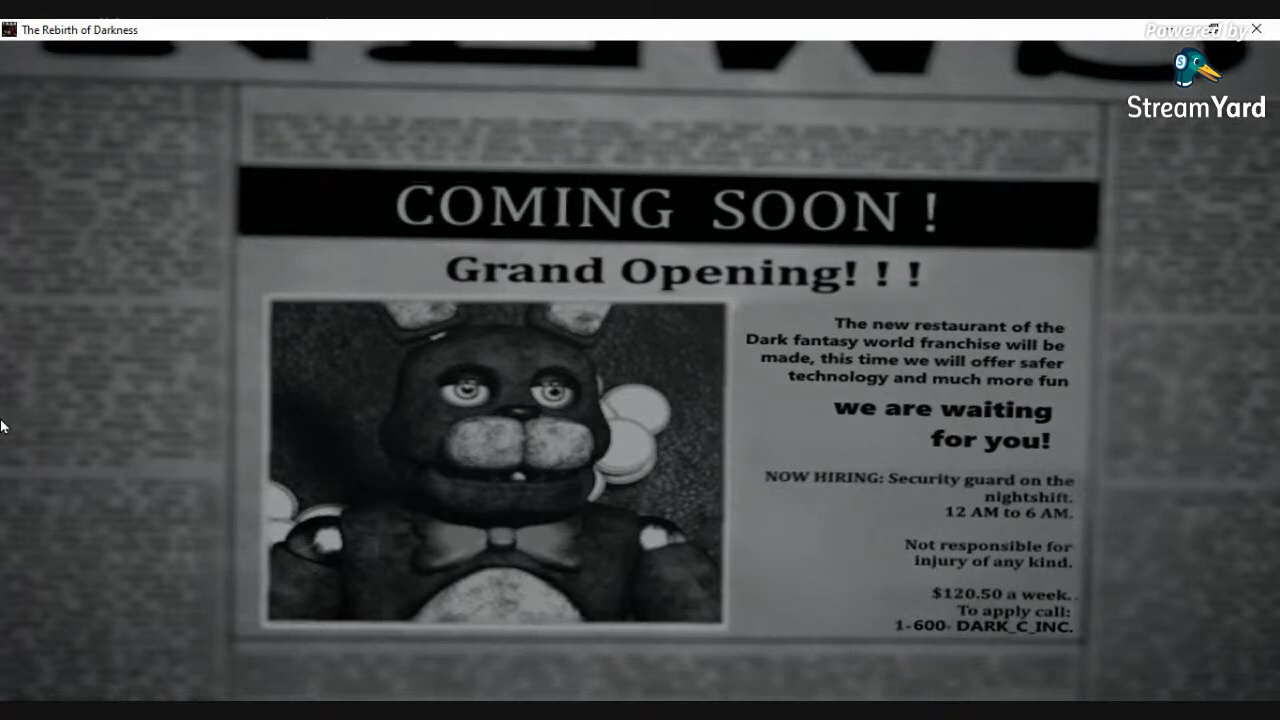 The Rebirth of Darkness
Powered by
StreamYard
NEWS
COMING SOON !
Grand Opening! ! !
The new restaurant of the
Dark fantasy world franchise will be
made, this time we will offer safer
technology and much more fun
we are waiting
for you!
NOW HIRING: Security guard on the
nightshift.
12 AM to 6 AM.
Not responsible for
injury of any kind.
$120.50 a week.
To apply call:
1-600- DARK_C_INC.